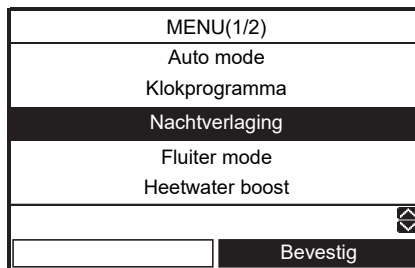 MENU(1/2)
Auto mode
Klokprogramma
Nachtverlaging
Fluiter mode
Heetwater boost
Bevestig